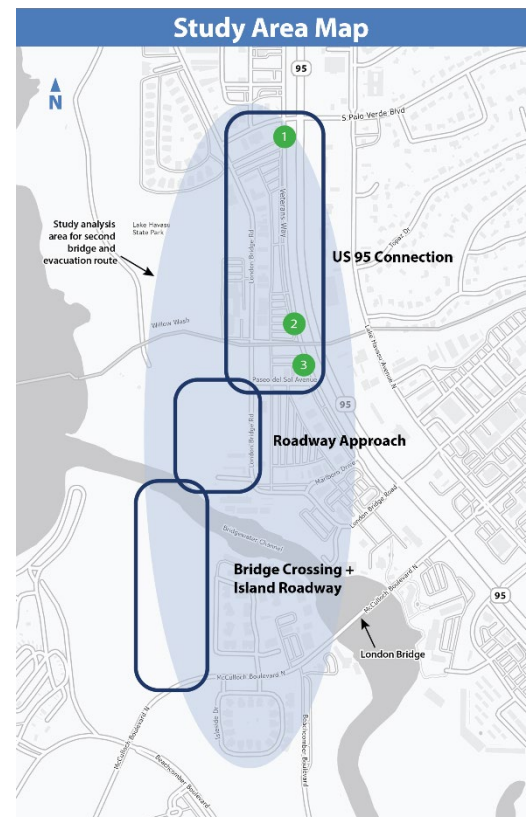 Study Area Map
95
N
S Palo Verde Blvd
1
Study analysis
area for second
bridge and
evacuation route
Lake Havasu
State Park
Veterans Way
London Bridge Rd
Topaz Dr
US 95 Connection
2
Willow Wash
Lake Havasu Avenue N
3
Paseo del Sol Avenue
95
London Bridge Rd
Roadway Approach
Marlboro Drive
London Bridge Road
Bridgewater Channel
Bridge Crossing +
Island Roadway
McCulloch Boulevard N
95
London Bridge
McCulloch Boulevard N
McCulloch Boulevard N
Beachcomber Boulevard
Beachcomber Boulevard